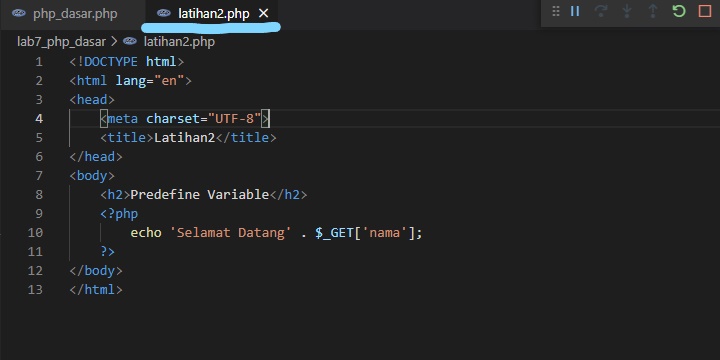 php_dasar.php latihan2.php
lab7_php_dasar > latihan2.php
1 <!DOCTYPE html>
2 <html lang="en">
3 <head>
4 <meta charset="UTF-8">
5 <title>Latihan2</title>
6 </head>
7 <body>
8 <h2>Predefine Variable</h2>
9 <?php
10 echo 'Selamat Datang' . $_GET['nama'];
11 ?>
12 </body>
13 </html>